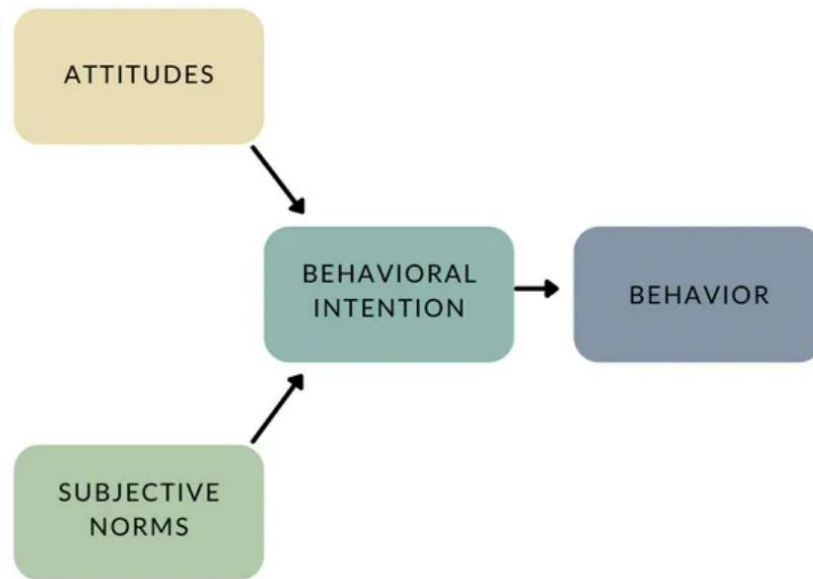 ATTITUDES
BEHAVIORAL
INTENTION
BEHAVIOR
SUBJECTIVE
NORMS